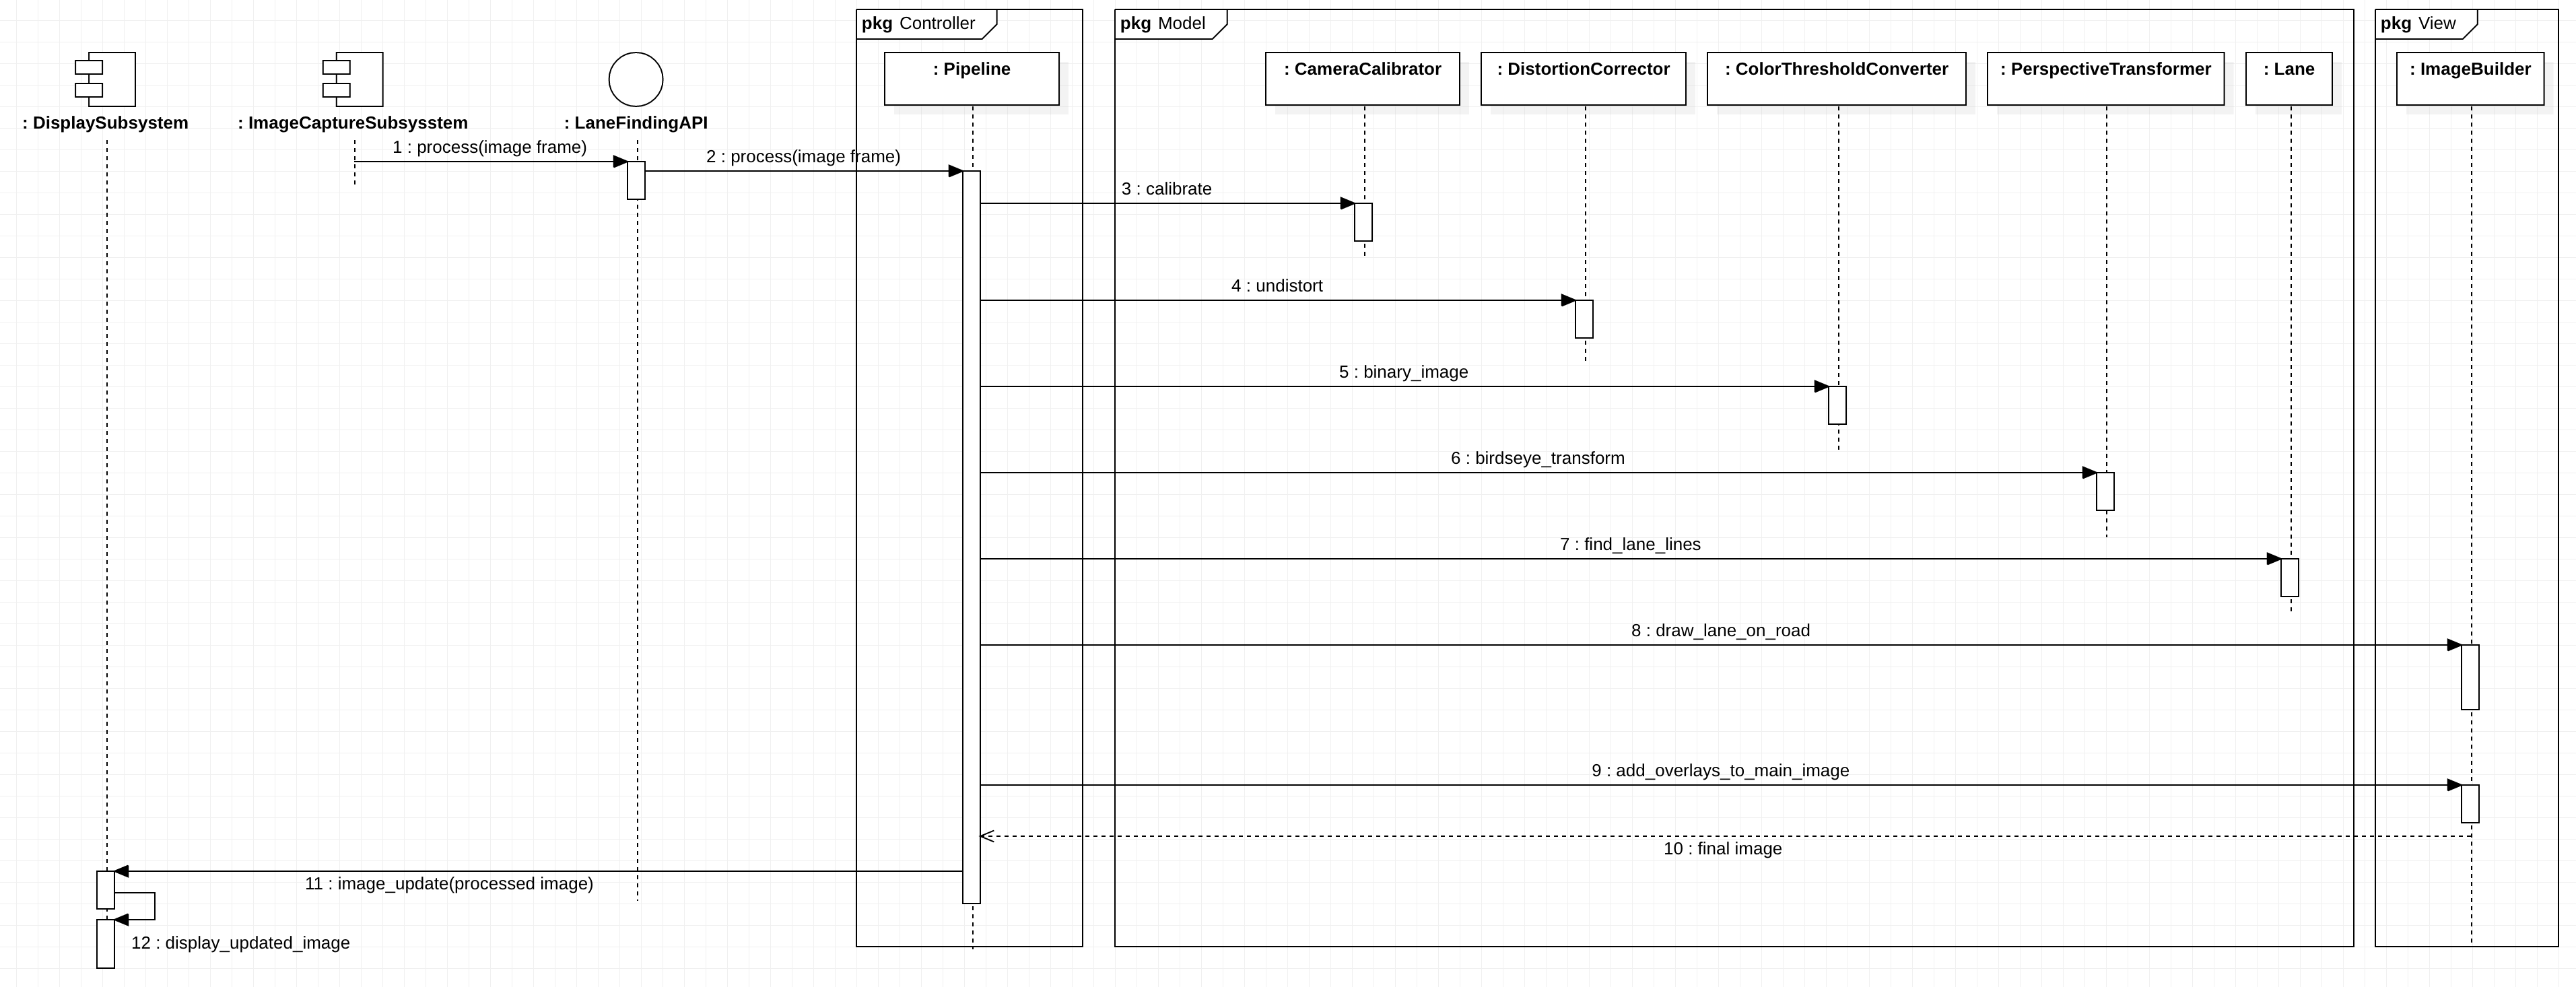 pkg Controller
pkg Model
pkg View
: DisplaySubsystem
: ImageCaptureSubsysstem
: LaneFindingAPI
: Pipeline
: CameraCalibrator
: DistortionCorrector
: ColorThresholdConverter
: PerspectiveTransformer
: Lane
: ImageBuilder
1 : process(image frame)
2 : process(image frame)
3 : calibrate
4 : undistort
5 : binary_image
6 : birdseye_transform
7 : find_lane_lines
8 : draw_lane_on_road
9 : add_overlays_to_main_image
10 : final image
11 : image_update(processed image)
12 : display_updated_image